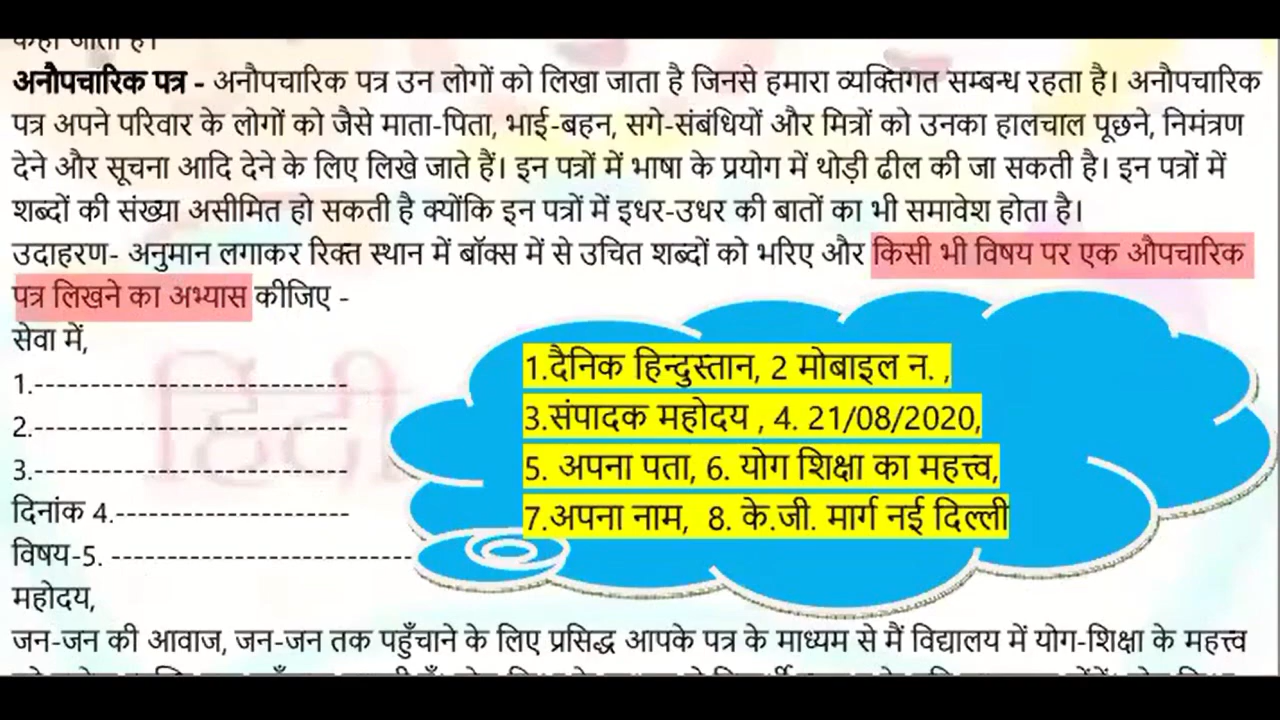 कहा जाता है।
अनौपचारिक पत्र - अनौपचारिक पत्र उन लोगों को लिखा जाता है जिनसे हमारा व्यक्तिगत सम्बन्ध रहता है। अनौपचारिक
पत्र अपने परिवार के लोगों को जैसे माता-पिता, भाई-बहन, सगे-संबंधियों और मित्रों को उनका हालचाल पूछने, निमंत्रण
देने और सूचना आदि देने के लिए लिखे जाते हैं। इन पत्रों में भाषा के प्रयोग में थोड़ी ढील की जा सकती है। इन पत्रों में
शब्दों की संख्या असीमित हो सकती है क्योंकि इन पत्रों में इधर-उधर की बातों का भी समावेश होता है।
उदाहरण- अनुमान लगाकर रिक्त स्थान में बॉक्स में से उचित शब्दों को भरिए और किसी भी विषय पर एक औपचारिक
पत्र लिखने का अभ्यास कीजिए -
सेवा में,
1.----------------------------
2.----------------------------
3.----------------------------
दिनांक 4.---------------------
विषय-5. ---------------------------
महोदय,
1.दैनिक हिन्दुस्तान, 2 मोबाइल न. ,
3.संपादक महोदय , 4. 21/08/2020,
5. अपना पता, 6. योग शिक्षा का महत्त्व,
7.अपना नाम, 8. के.जी. मार्ग नई दिल्ली
जन-जन की आवाज, जन-जन तक पहुँचाने के लिए प्रसिद्ध आपके पत्र के माध्यम से मैं विद्यालय में योग-शिक्षा के महत्त्व
हिंदी